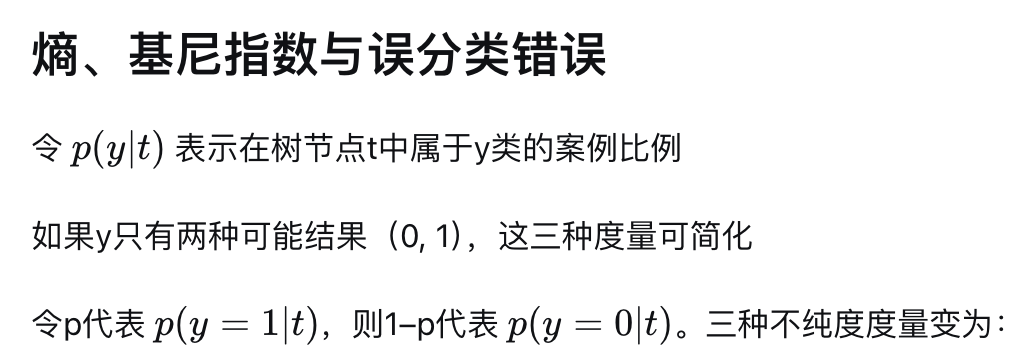 熵、基尼指数与误分类错误
令 p(y|t) 表示在树节点t中属于y类的案例比例
如果y只有两种可能结果（0, 1），这三种度量可简化
令p代表 p(y = 1|t)，则1–p代表 p(y = 0|t)。三种不纯度度量变为：